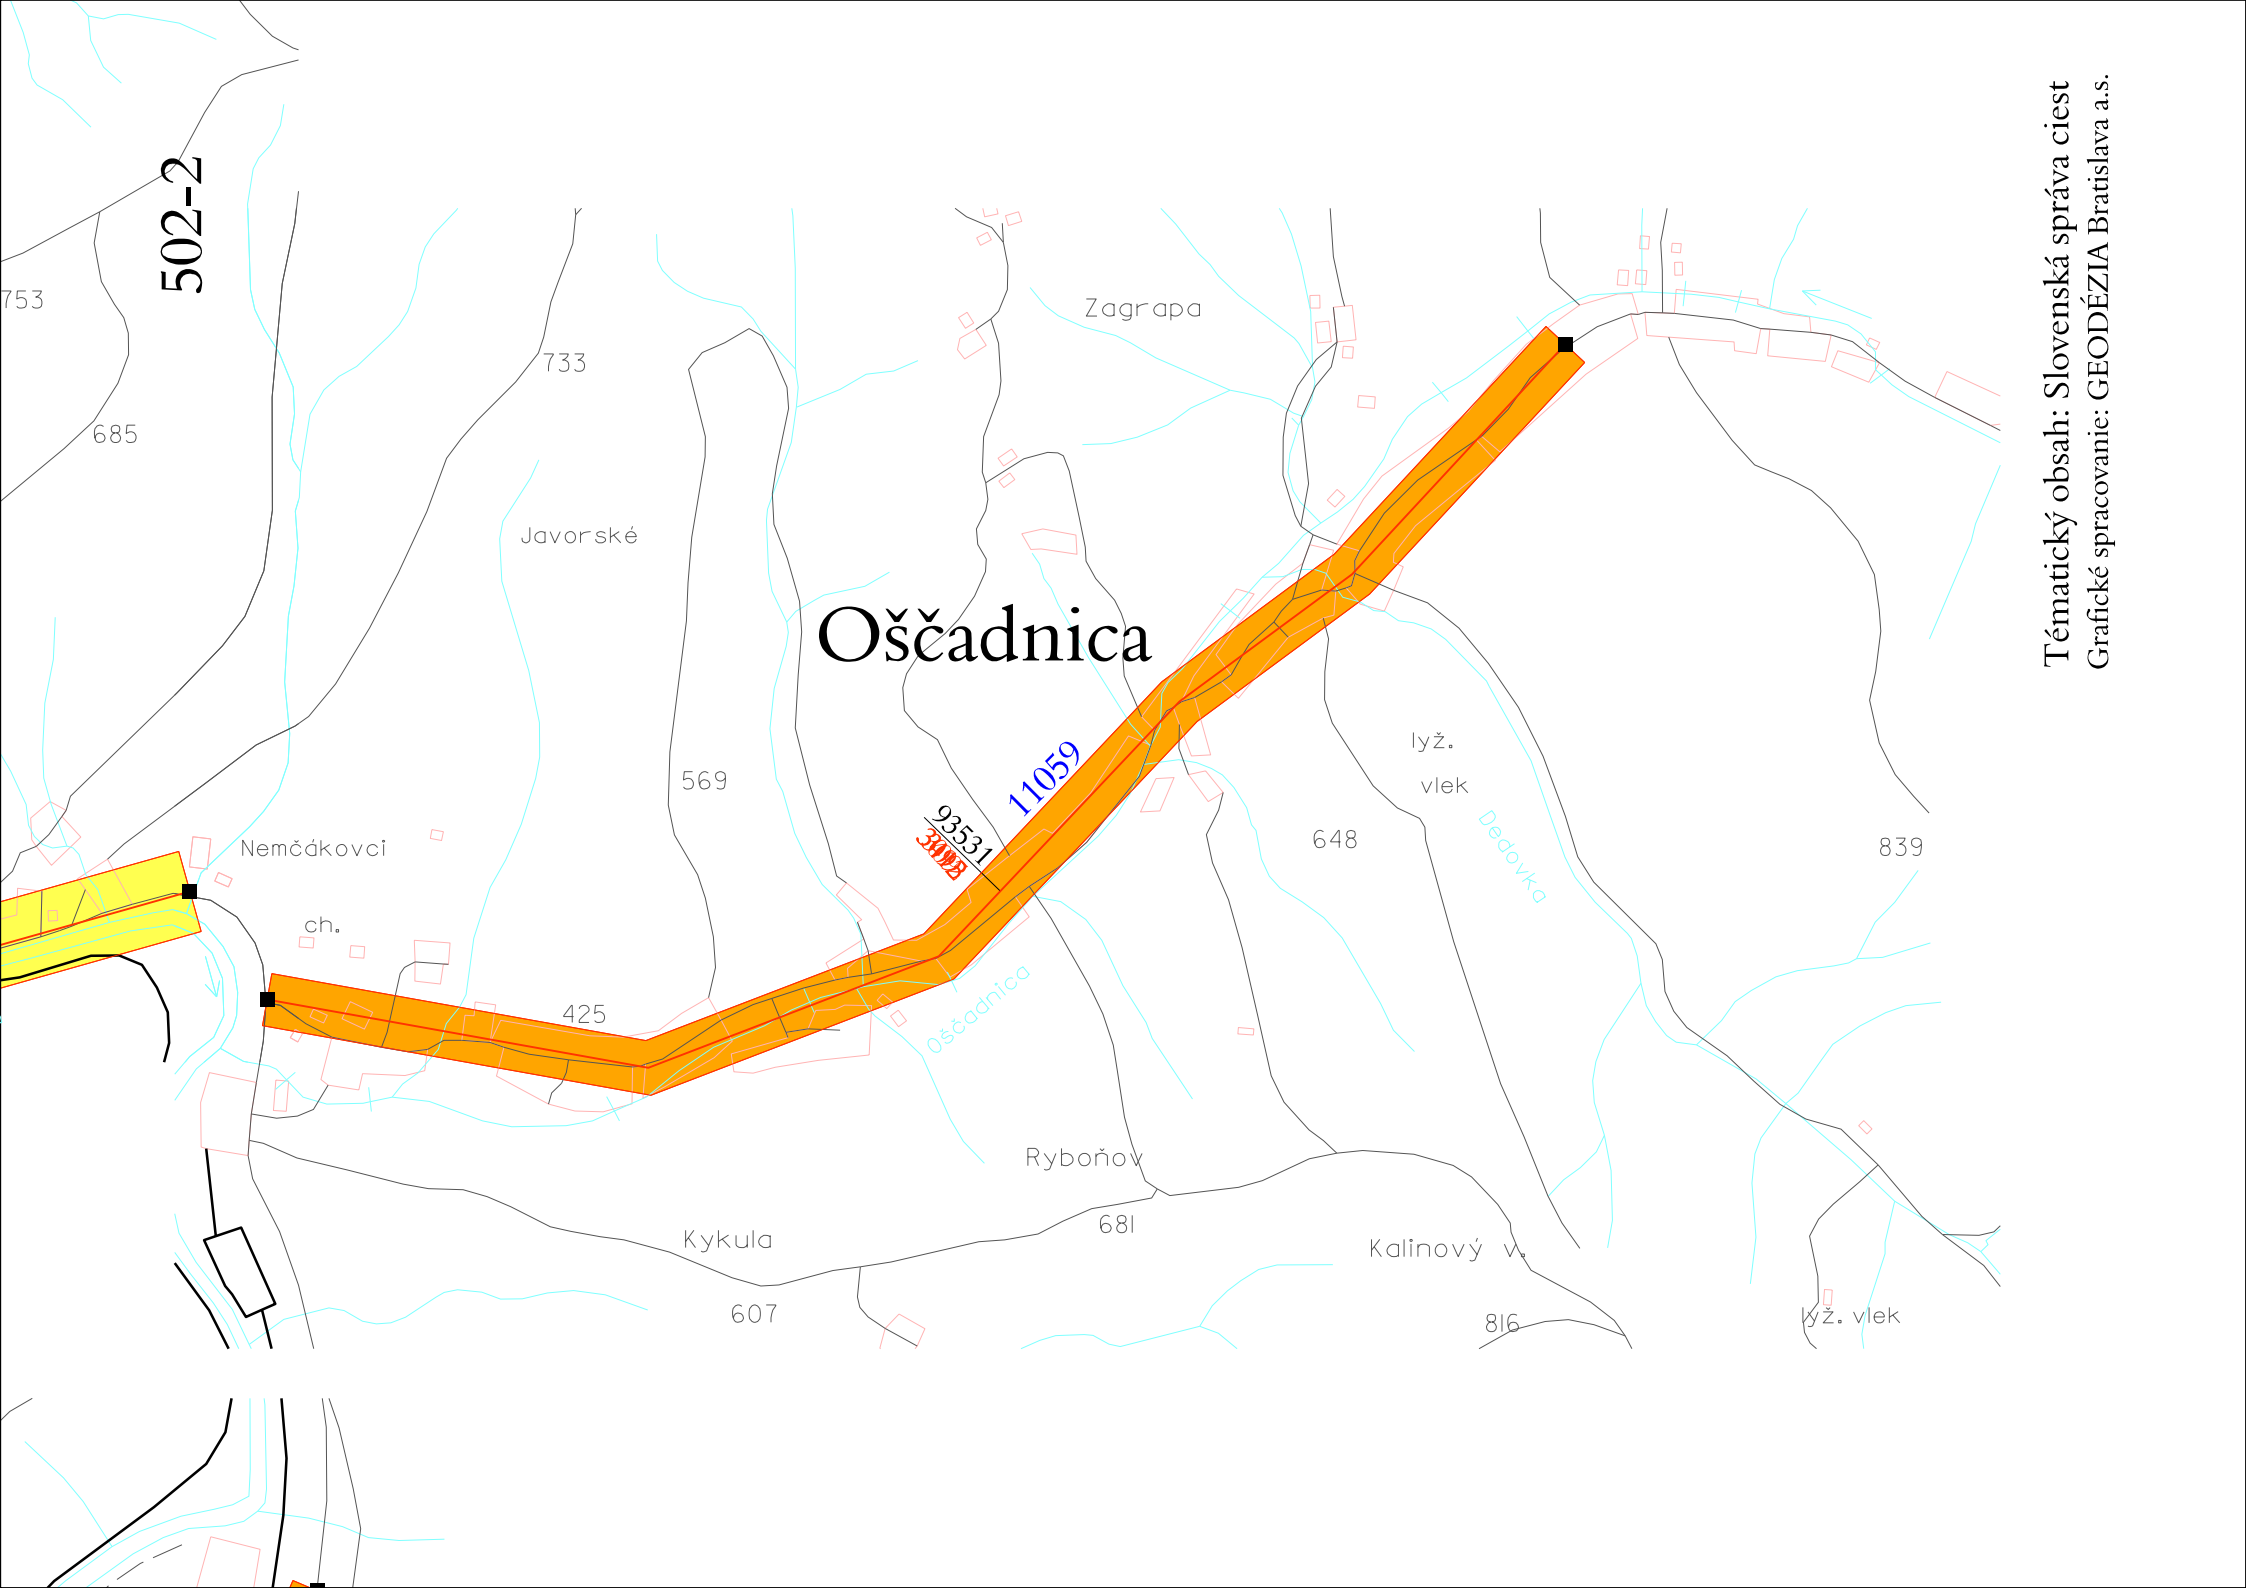 502-2
Tématický obsah: Slovenská správa ciest
Grafické spracovanie: GEODÉZIA Bratislava a.s.
753
Zagrapa
733
685
Javorské
Oščadnica
lyž.
vlek
569
11059
93531
648
Dedovka
839
Nemčákovci
ch.
425
Oščadnica
Ryboňov
681
Kykula
Kalinový v.
607
816
lyž. vlek